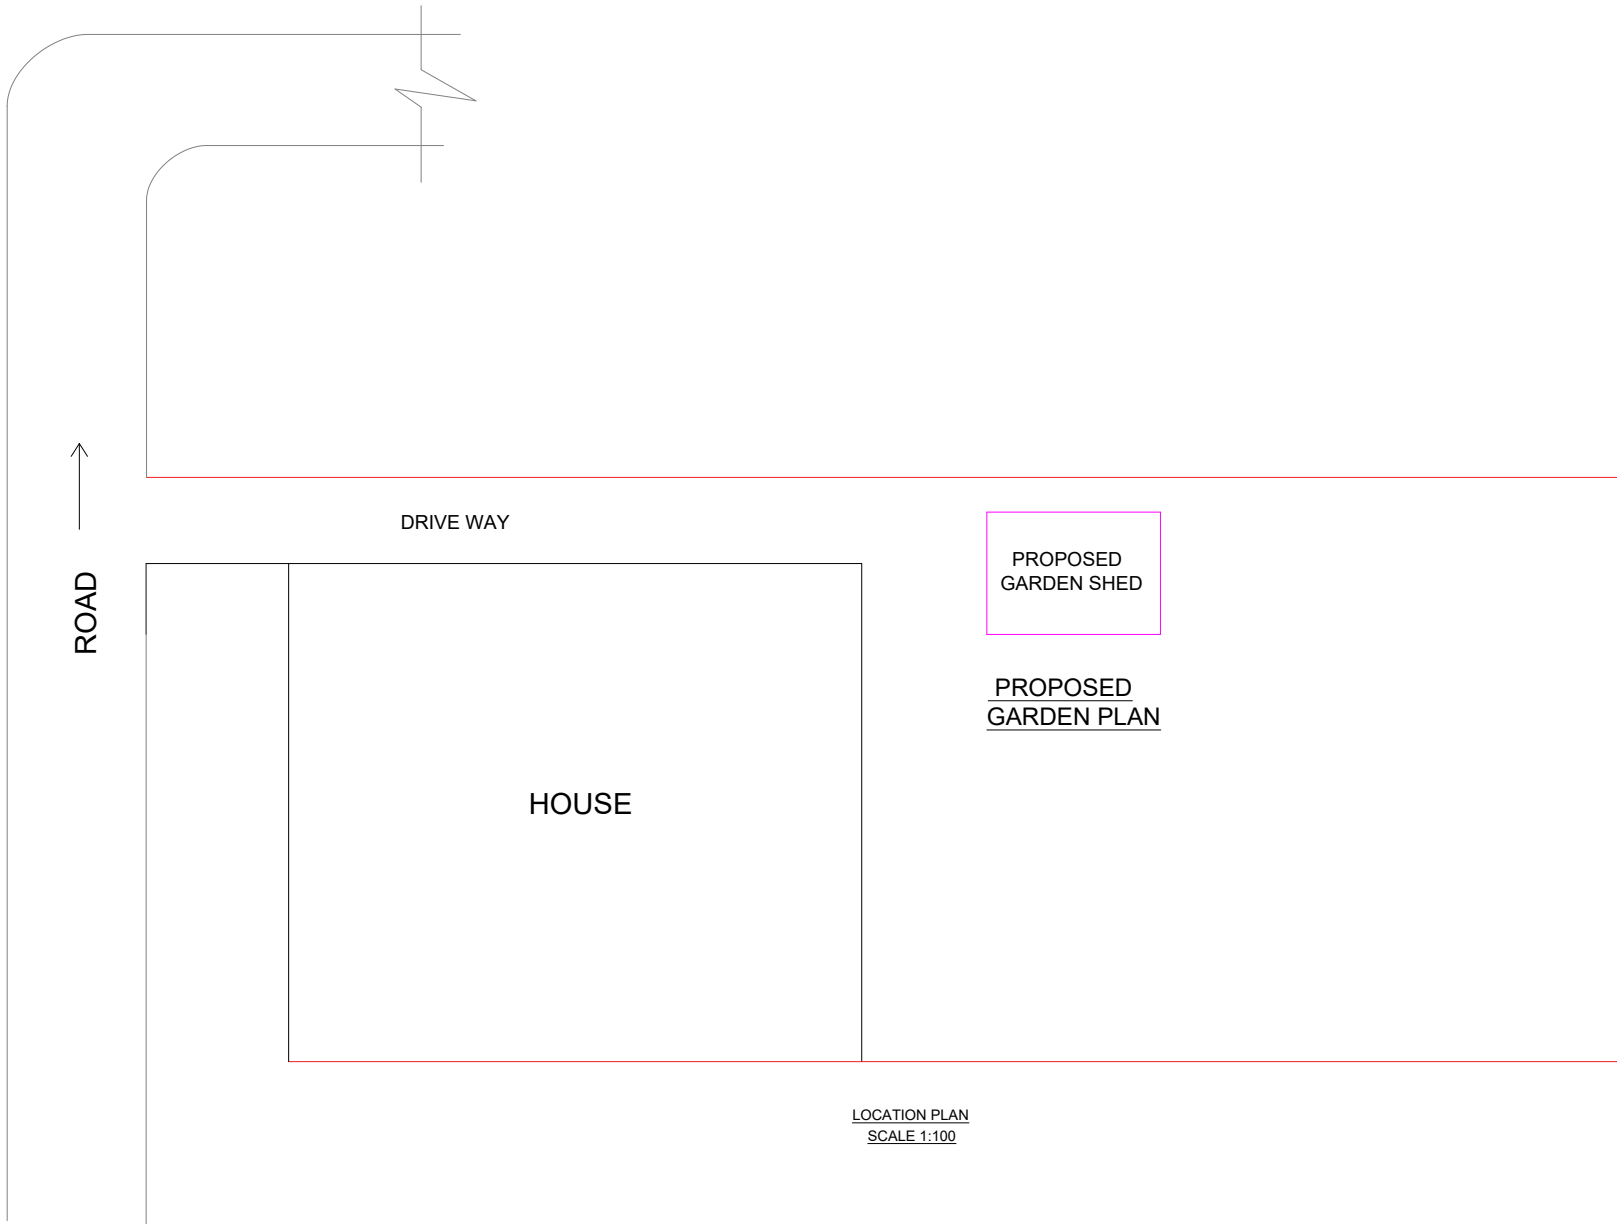 DRIVE WAY
PROPOSED
GARDEN SHED
ROAD
PROPOSED
GARDEN PLAN
HOUSE
LOCATION PLAN
SCALE 1:100